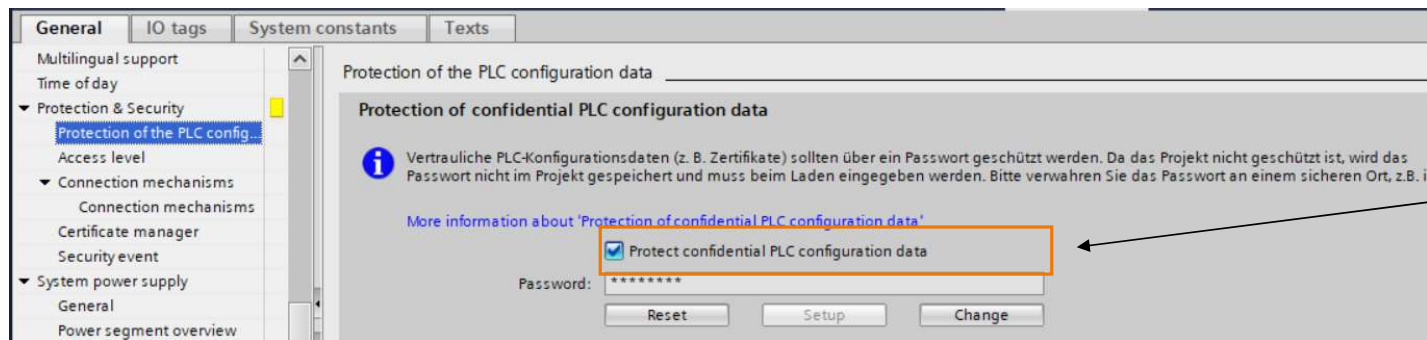 General IO tags System constants Texts
Multilingual support
Time of day
Protection & Security
Protection of the PLC config...
Access level
Connection mechanisms
Connection mechanisms
Certificate manager
Security event
System power supply
General
Power segment overview
Protection of the PLC configuration data
Protection of confidential PLC configuration data
Vertrauliche PLC-Konfigurationsdaten (z. B. Zertifikate) sollten über ein Passwort geschützt werden. Da das Projekt nicht geschützt ist, wird das
Passwort nicht im Projekt gespeichert und muss beim Laden eingegeben werden. Bitte verwahren Sie das Passwort an einem sicheren Ort, z.B. i
More information about 'Protection of confidential PLC configuration data'
Protect confidential PLC configuration data
Password: ********
Reset Setup Change